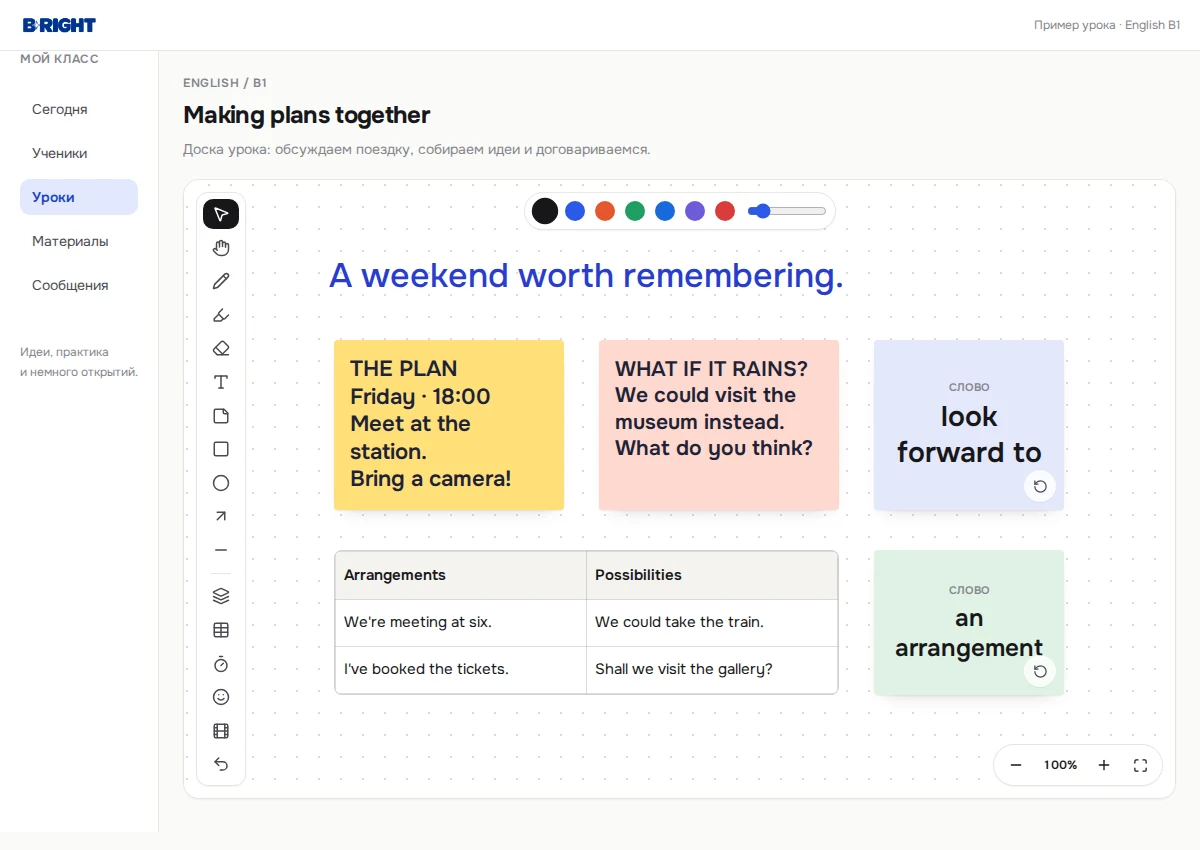 B·RIGHT
Пример урока · English B1
МОЙ КЛАСС
Сегодня
Ученики
Уроки
Материалы
Сообщения
Идеи, практика
и немного открытий.
ENGLISH / B1
Making plans together
Доска урока: обсуждаем поездку, собираем идеи и договариваемся.
A weekend worth remembering.
THE PLAN
Friday · 18:00
Meet at the
station.
Bring a camera!
WHAT IF IT RAINS?
We could visit the
museum instead.
What do you think?
СЛОВО
look
forward to
Arrangements
Possibilities
We're meeting at six.
We could take the train.
I've booked the tickets.
Shall we visit the gallery?
СЛОВО
an
arrangement
100%